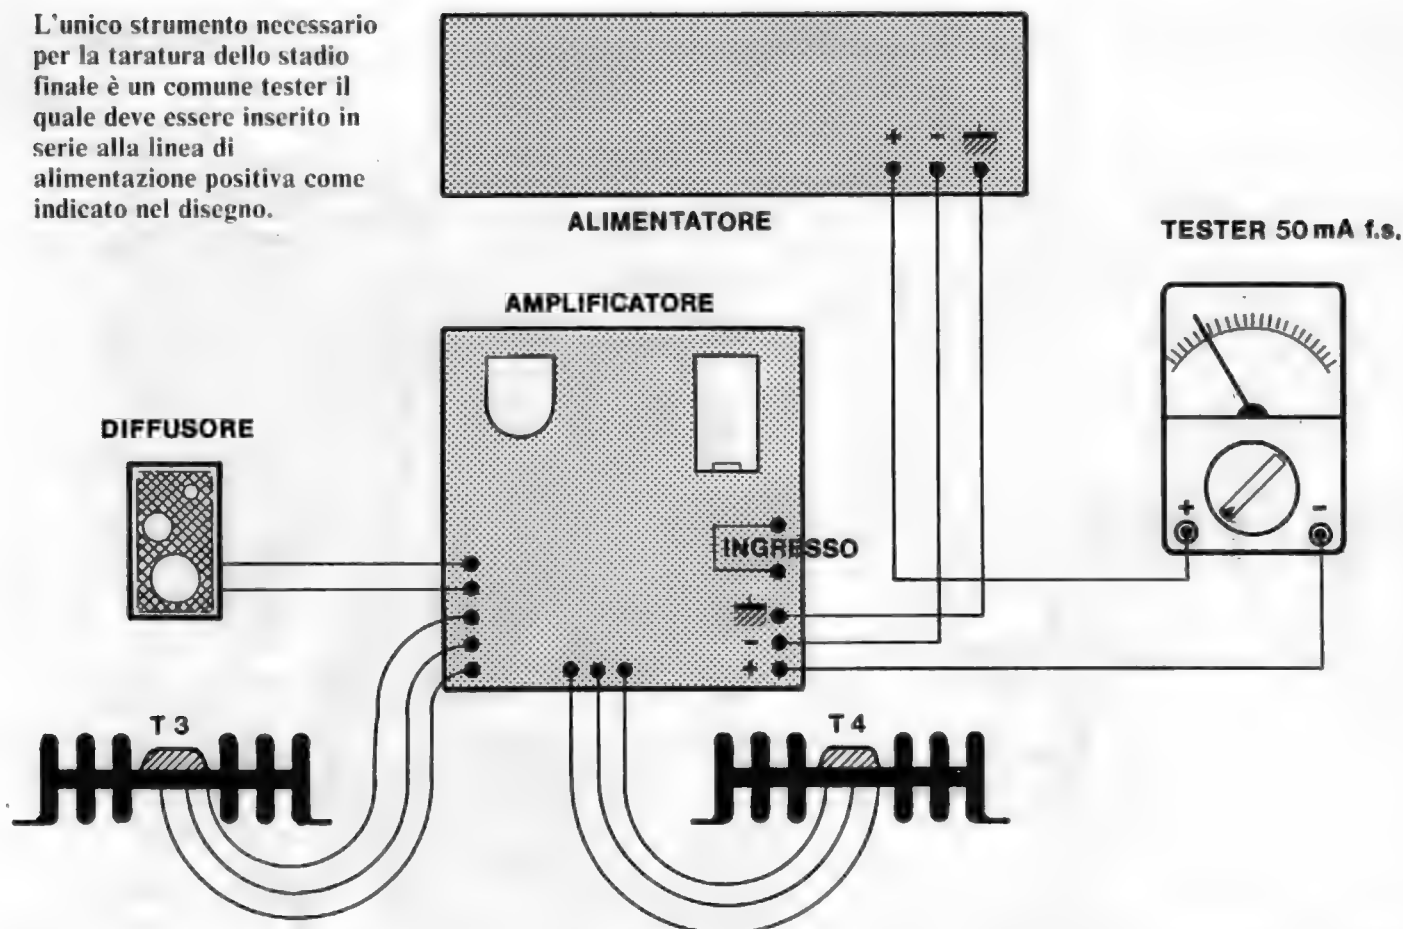 L'unico strumento necessario
per la taratura dello stadio
finale è un comune tester il
quale deve essere inserito in
serie alla linea di
alimentazione positiva come
indicato nel disegno.
+ -
ALIMENTATORE
TESTER 50 mA f.s.
AMPLIFICATORE
DIFFUSORE
+ -
INGRESSO
-
+
T 3
T 4